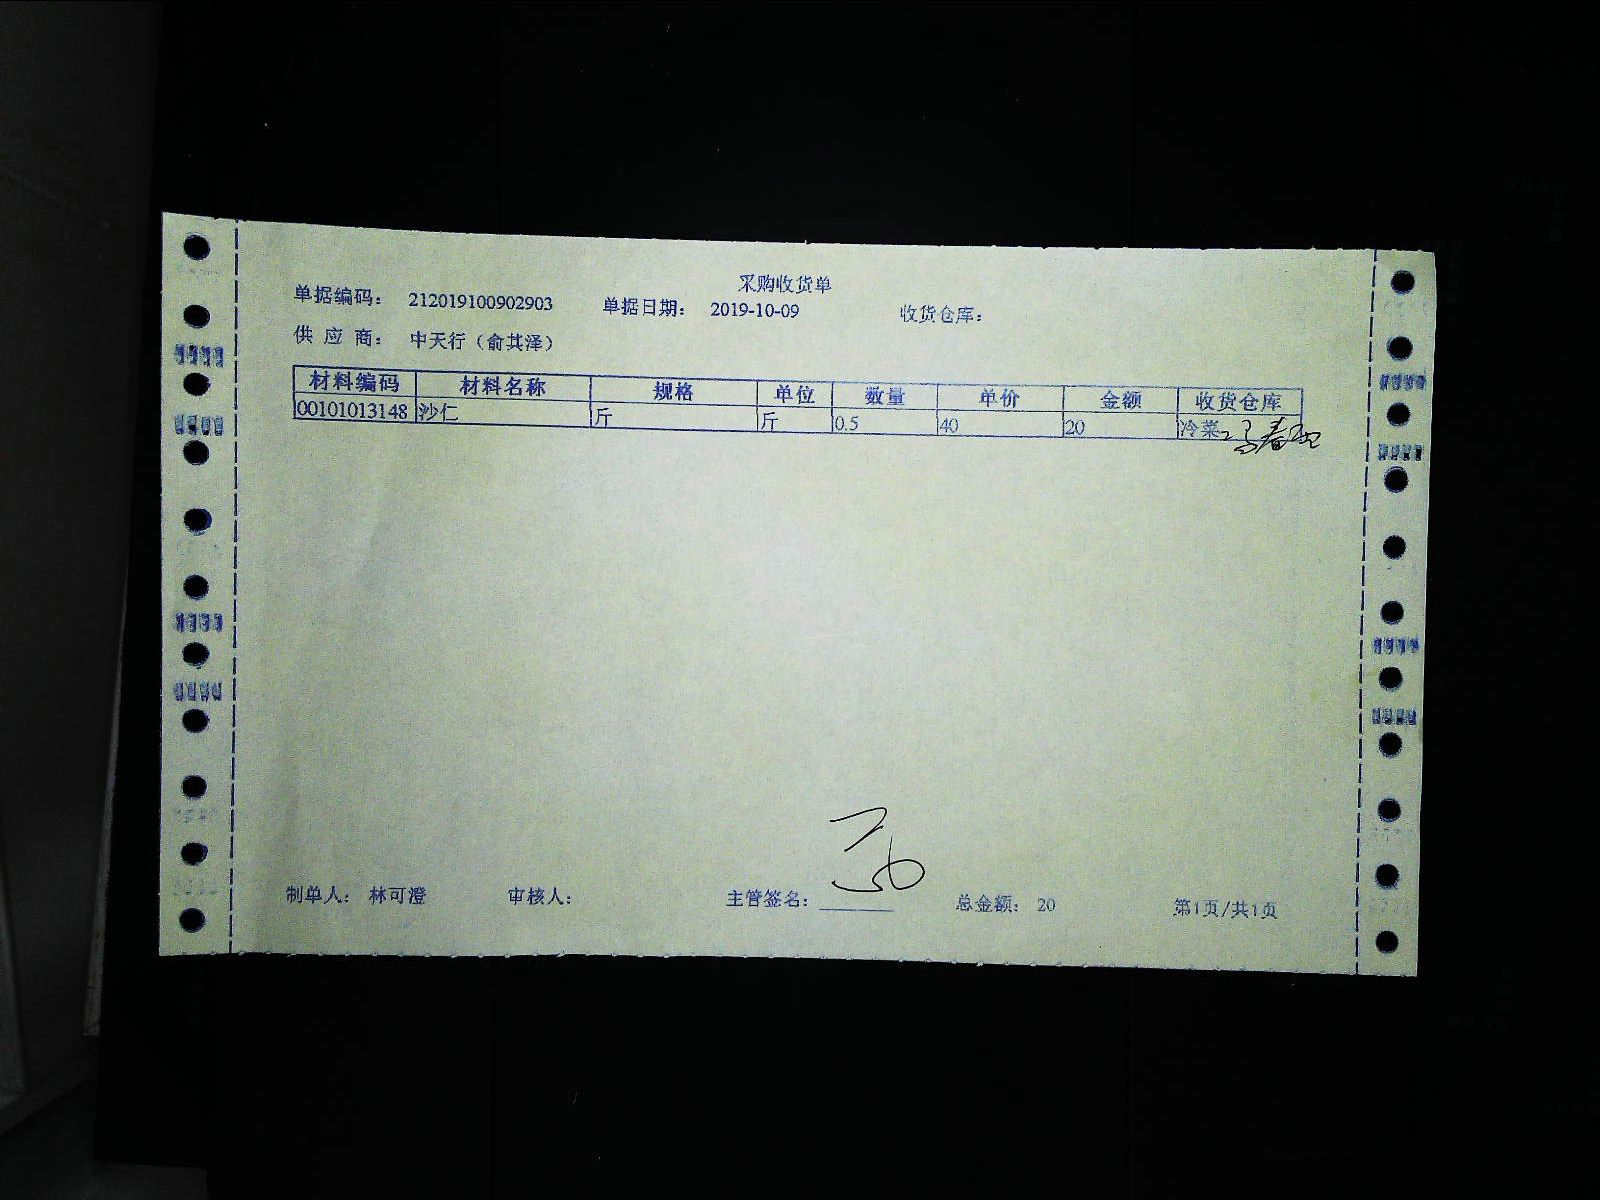 采购收货单
单据编码： 212019100902903 单据日期： 2019-10-09 收货仓库：
供 应 商： 中天行（俞其泽）
材料编码 材料名称 规格 单位 数量 单价 金额 收货仓库
00101013148 沙仁 斤 斤 0.5 40 20 冷菜
制单人： 林可澄 审核人： 主管签名： 总金额： 20 第1页/共1页